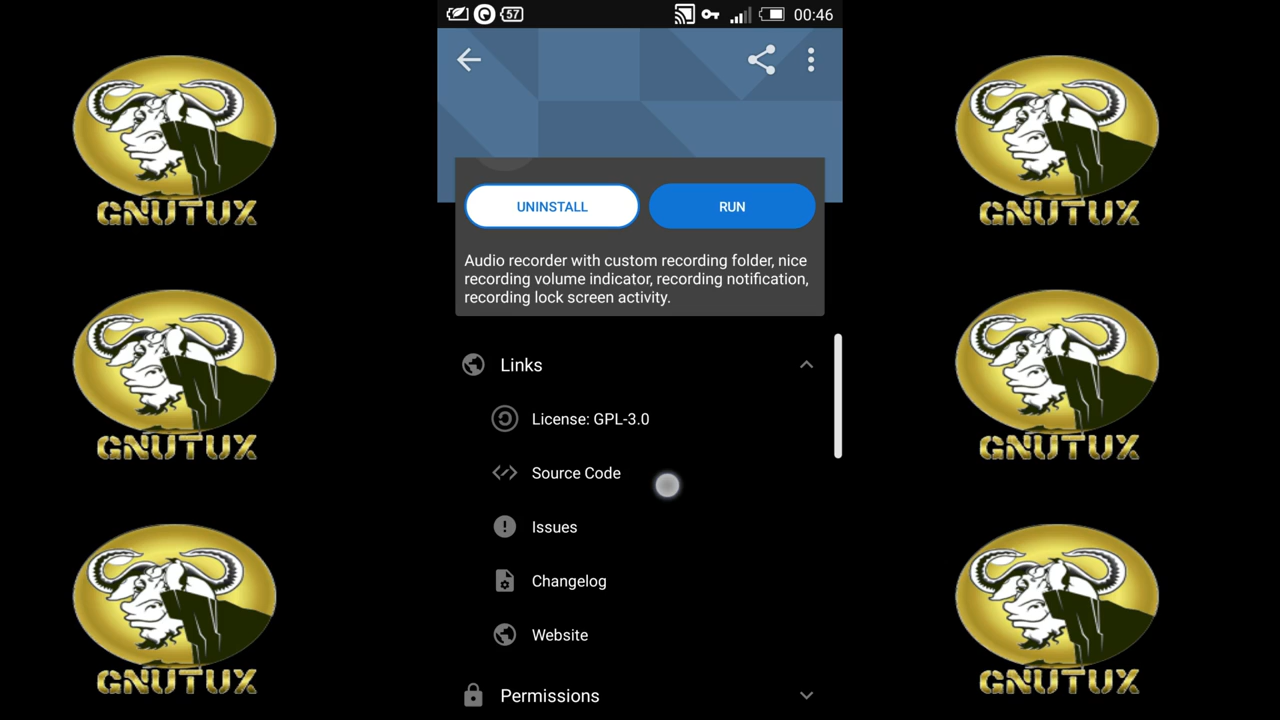 57
00:46
UNINSTALL
RUN
Audio recorder with custom recording folder, nice
recording volume indicator, recording notification,
recording lock screen activity.
Links
License: GPL-3.0
Source Code
Issues
Changelog
Website
Permissions
GNUTUX
GNUTUX
GNUTUX
GNUTUX
GNUTUX
GNUTUX